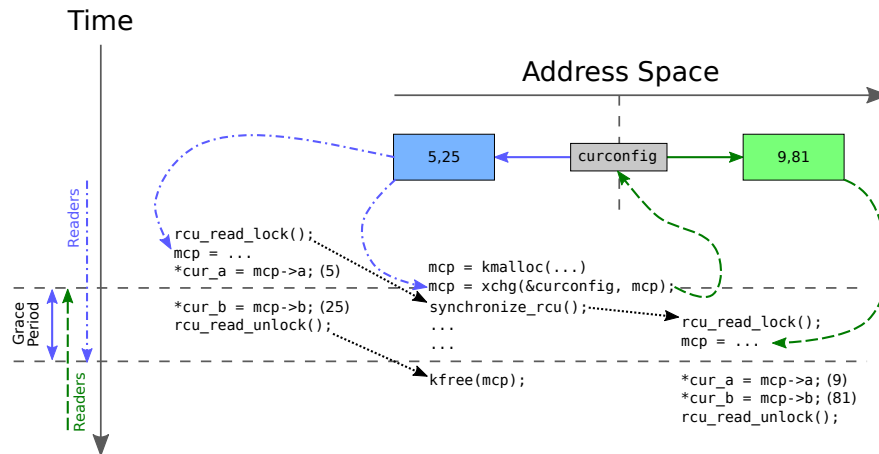 Time
Address Space
5,25
curconfig
9,81
Readers
rcu_read_lock();
mcp = ...
*cur_a = mcp->a; (5)
mcp = kmalloc(...)
mcp = xchg(&curconfig, mcp);
Grace
Period
*cur_b = mcp->b; (25)
rcu_read_unlock();
synchronize_rcu();
...
...
rcu_read_lock();
mcp = ...
Readers
kfree(mcp);
*cur_a = mcp->a; (9)
*cur_b = mcp->b; (81)
rcu_read_unlock();